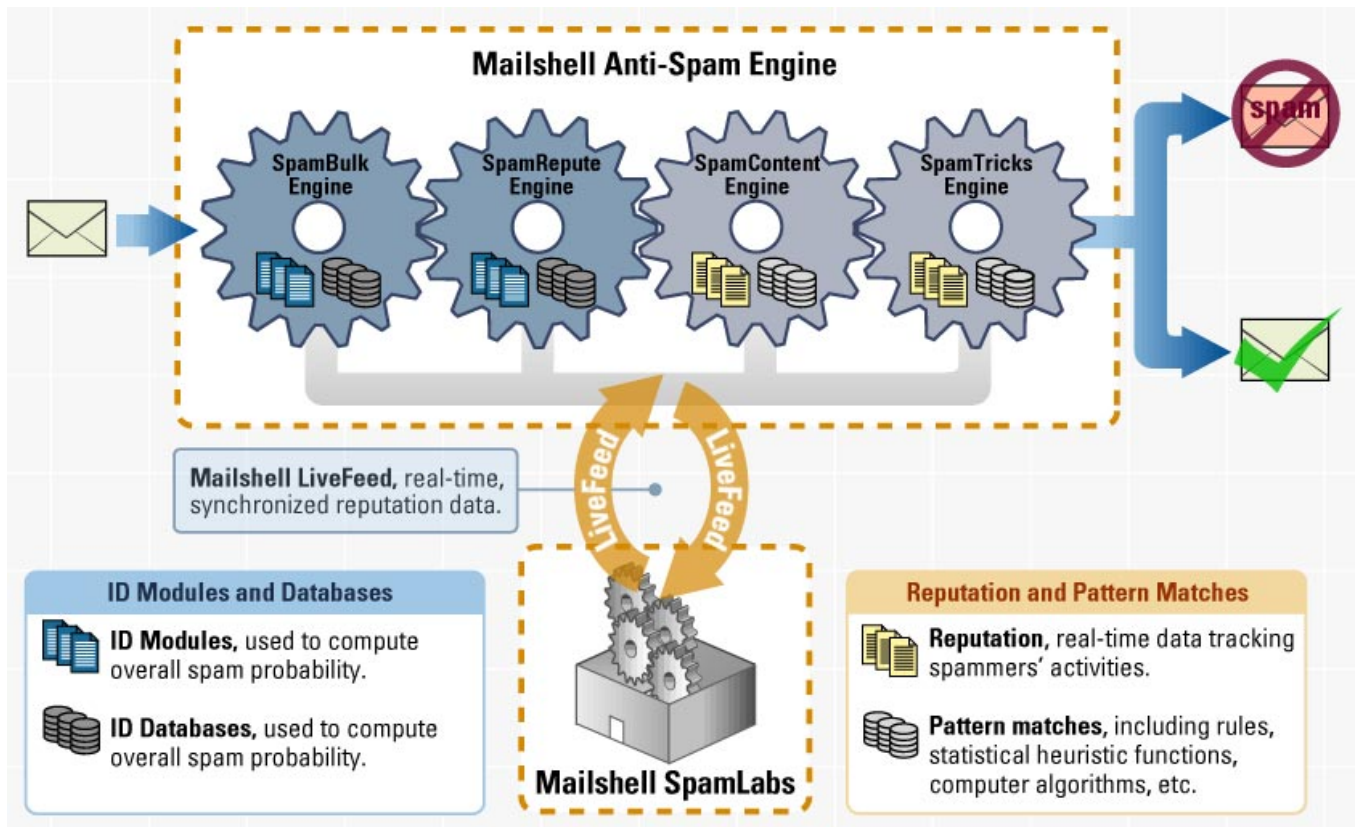 Mailshell Anti-Spam Engine
SpamBulk
Engine
SpamRepute
Engine
SpamContent
Engine
SpamTricks
Engine
spam
Mailshell LiveFeed, real-time,
synchronized reputation data.
LiveFeed
LiveFeed
ID Modules and Databases
ID Modules, used to compute
overall spam probability.
ID Databases, used to compute
overall spam probability.
Mailshell SpamLabs
Reputation and Pattern Matches
Reputation, real-time data tracking
spammers’ activities.
Pattern matches, including rules,
statistical heuristic functions,
computer algorithms, etc.